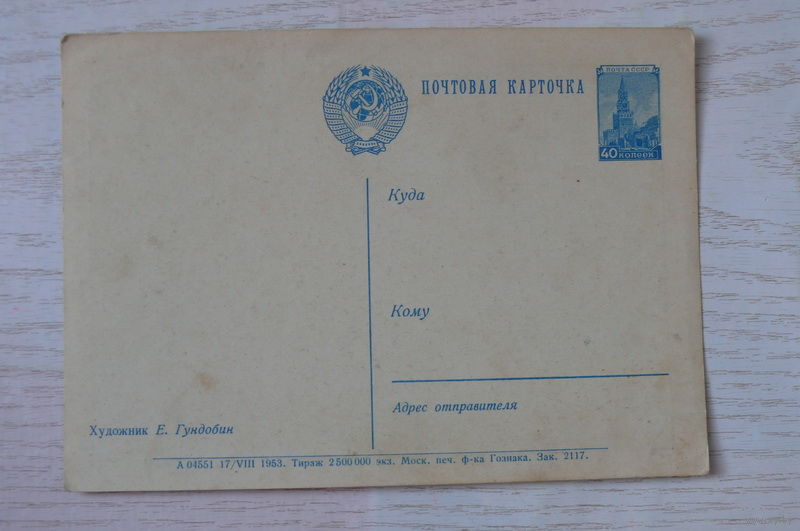 ПОЧТОВАЯ КАРТОЧКА
ПОЧТА СССР
40 КОПЕЕК
Куда
Кому
Адрес отправителя
Художник Е. Гундобин
А 04551 17/VIII 1953. Тираж 2 500 000 экз. Моск. печ. ф-ка Гознака. Зак. 2117.